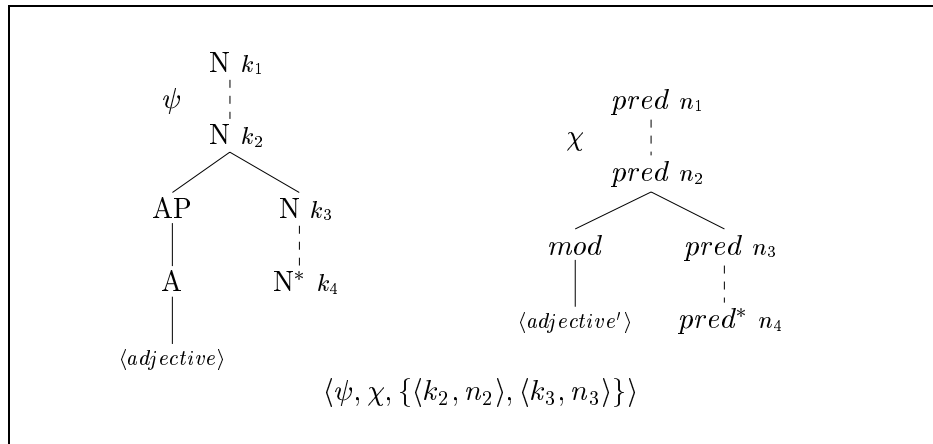 N k₁
ψ
N k₂
AP N k₃
A N* k₄
⟨adjective⟩
pred n₁
χ
pred n₂
mod pred n₃
⟨adjective′⟩ pred* n₄
⟨ψ, χ, {⟨k₂, n₂⟩, ⟨k₃, n₃⟩}⟩